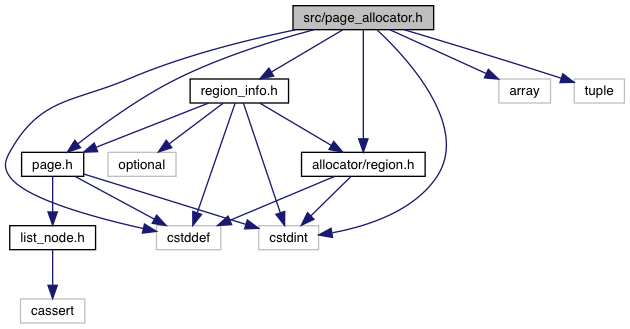 src/page_allocator.h
region_info.h
array
tuple
page.h
optional
allocator/region.h
list_node.h
cstddef
cstdint
cassert